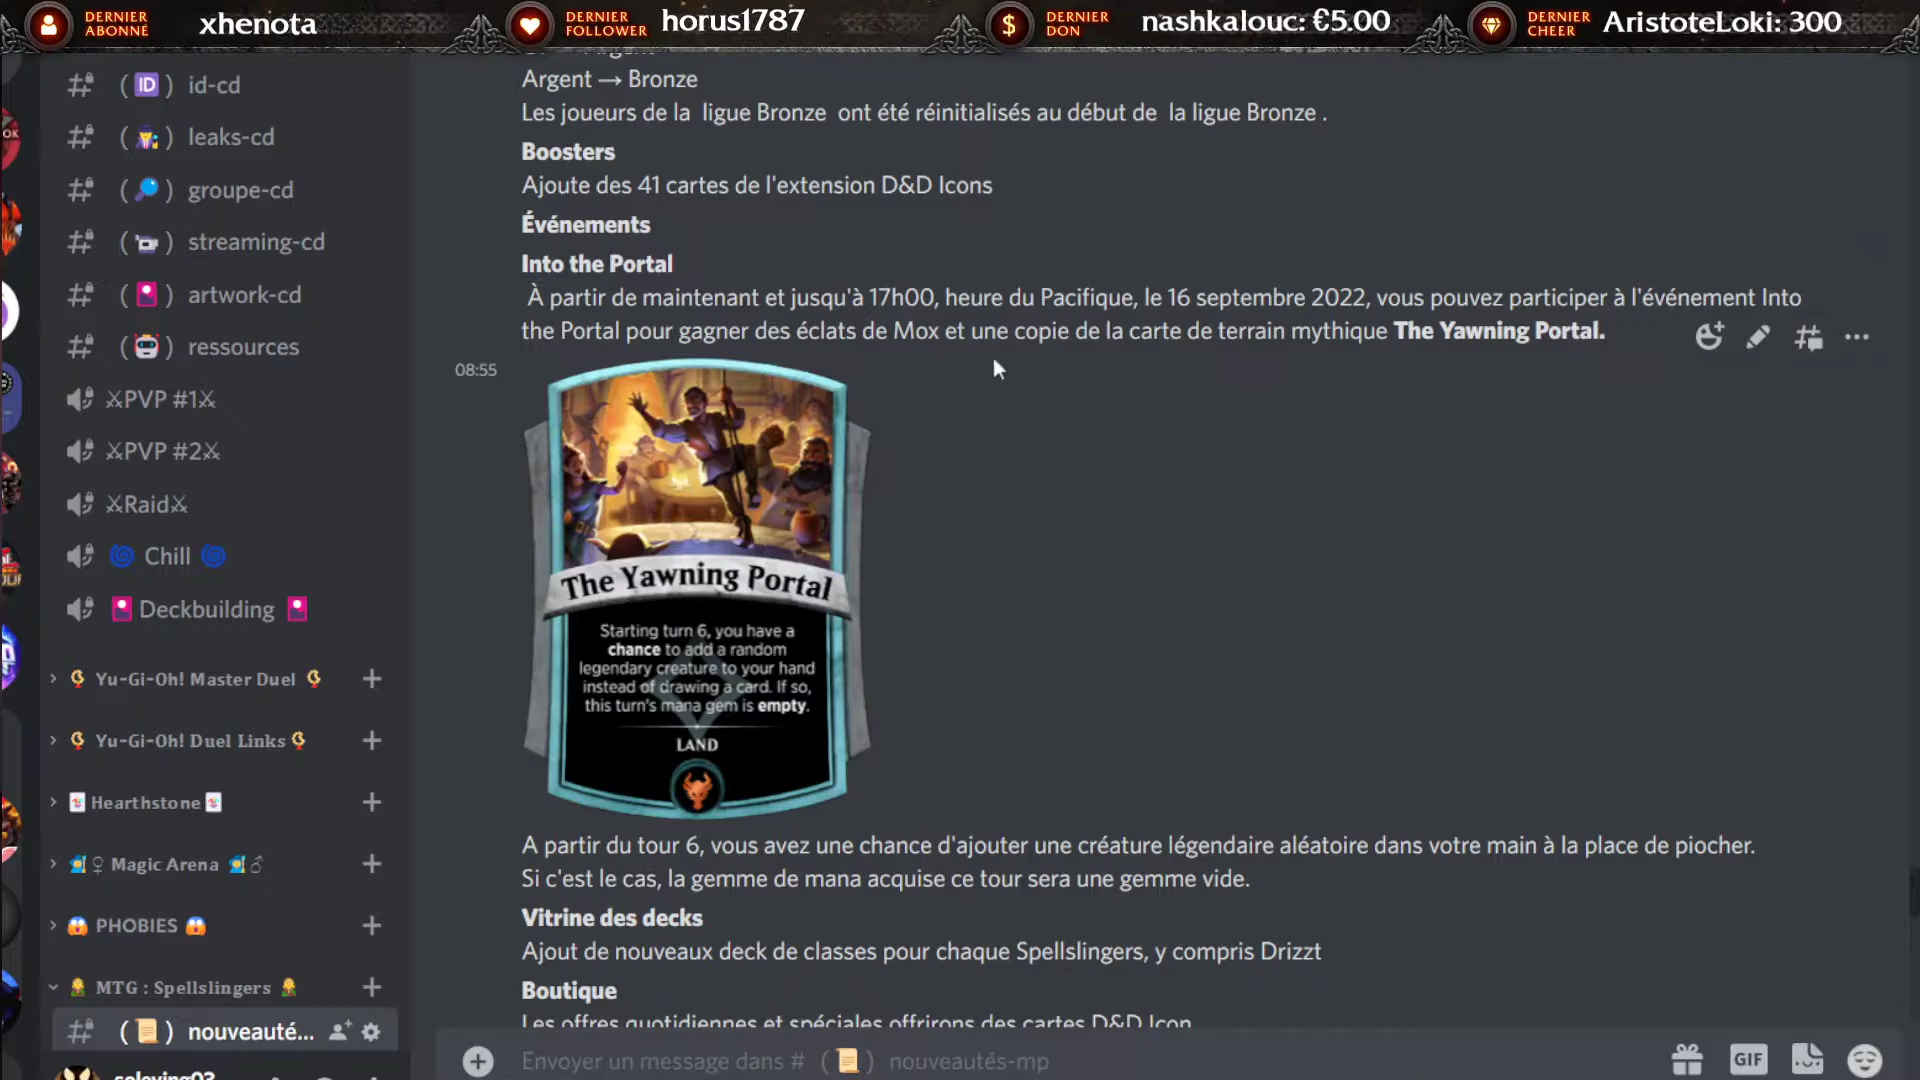 DERNIER
ABONNÉ
xhenota
DERNIER
FOLLOWER
horus1787
DERNIER
DON
nashkalouc: €5.00
DERNIER
CHEER
AristoteLoki: 300
id-cd
leaks-cd
groupe-cd
streaming-cd
artwork-cd
ressources
⚔PVP #1⚔
⚔PVP #2⚔
⚔Raid⚔
Chill
Deckbuilding
Yu-Gi-Oh! Master Duel
Yu-Gi-Oh! Duel Links
Hearthstone
Magic Arena
PHOBIES
MTG : Spellslingers
nouveauté...
Argent → Bronze
Les joueurs de la ligue Bronze ont été réinitialisés au début de la ligue Bronze .
Boosters
Ajoute des 41 cartes de l'extension D&D Icons
Événements
Into the Portal
À partir de maintenant et jusqu'à 17h00, heure du Pacifique, le 16 septembre 2022, vous pouvez participer à l'événement Into
the Portal pour gagner des éclats de Mox et une copie de la carte de terrain mythique The Yawning Portal.
08:55
The Yawning Portal
Starting turn 6, you have a
chance to add a random
legendary creature to your hand
instead of drawing a card. If so,
this turn's mana gem is empty.
LAND
A partir du tour 6, vous avez une chance d'ajouter une créature légendaire aléatoire dans votre main à la place de piocher.
Si c'est le cas, la gemme de mana acquise ce tour sera une gemme vide.
Vitrine des decks
Ajout de nouveaux deck de classes pour chaque Spellslingers, y compris Drizzt
Boutique
Les offres quotidiennes et spéciales offrirons des cartes D&D Icon
Envoyer un message dans # ( ) nouveautés-mp
GIF